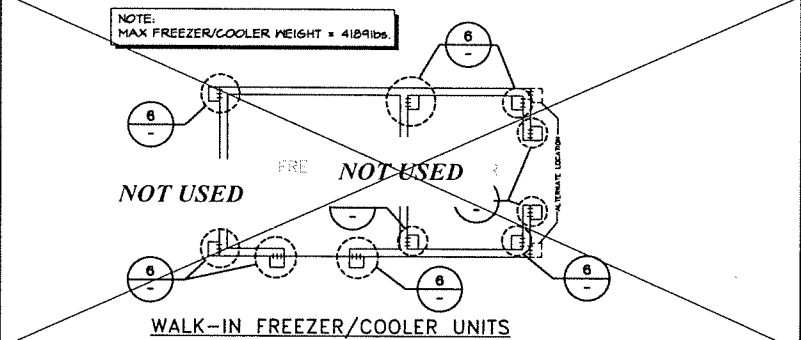 NOTE:
MAX FREEZER/COOLER WEIGHT = 4189lbs.
6
-
6
-
FRE
NOT USED
R
NOT USED
ALTERNATE LOCATION
-
-
6
-
6
-
6
-
WALK-IN FREEZER/COOLER UNITS